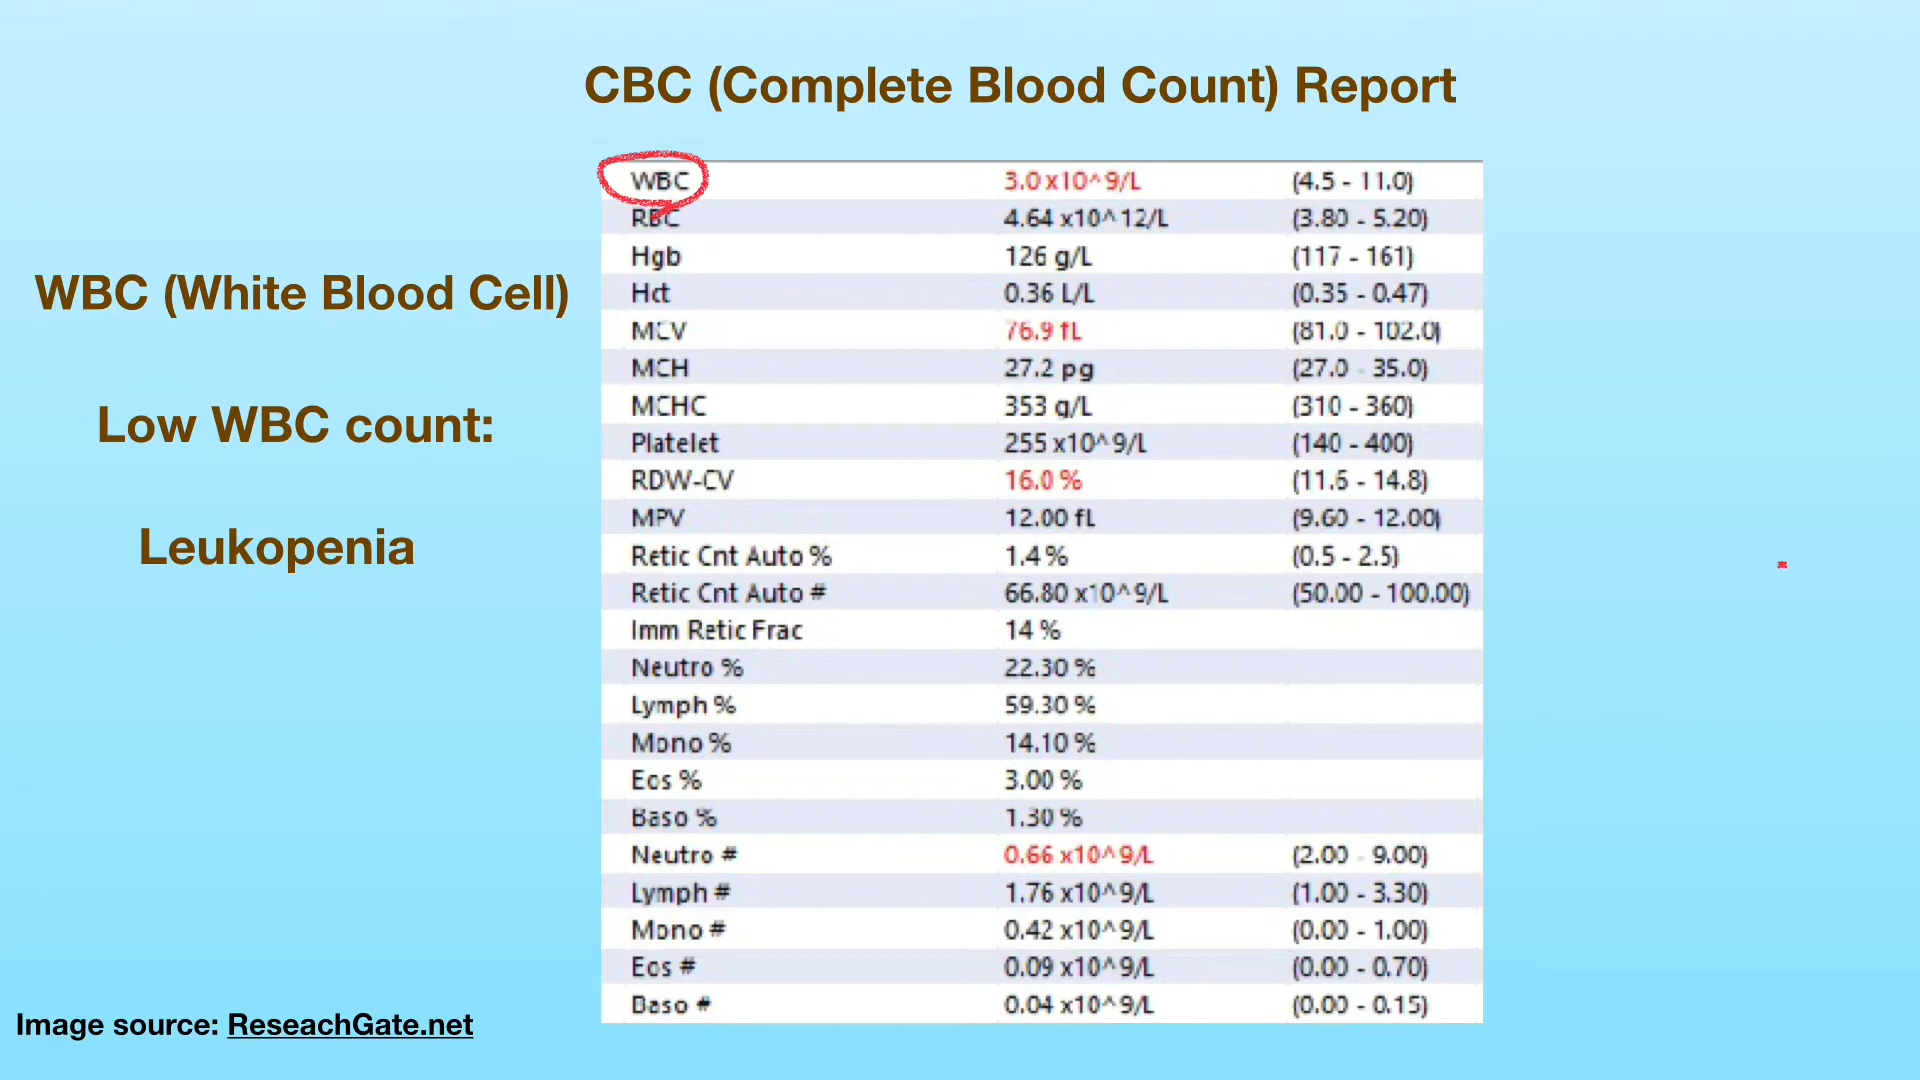 CBC (Complete Blood Count) Report
WBC (White Blood Cell)
Low WBC count:
Leukopenia
WBC 3.0 x10^9/L (4.5 - 11.0)
RBC 4.64 x10^12/L (3.80 - 5.20)
Hgb 126 g/L (117 - 161)
Hct 0.36 L/L (0.35 - 0.47)
MCV 76.9 fL (81.0 - 102.0)
MCH 27.2 pg (27.0 - 35.0)
MCHC 353 g/L (310 - 360)
Platelet 255 x10^9/L (140 - 400)
RDW-CV 16.0 % (11.6 - 14.8)
MPV 12.00 fL (9.60 - 12.00)
Retic Cnt Auto % 1.4 % (0.5 - 2.5)
Retic Cnt Auto # 66.80 x10^9/L (50.00 - 100.00)
Imm Retic Frac 14 %
Neutro % 22.30 %
Lymph % 59.30 %
Mono % 14.10 %
Eos % 3.00 %
Baso % 1.30 %
Neutro # 0.66 x10^9/L (2.00 - 9.00)
Lymph # 1.76 x10^9/L (1.00 - 3.30)
Mono # 0.42 x10^9/L (0.00 - 1.00)
Eos # 0.09 x10^9/L (0.00 - 0.70)
Baso # 0.04 x10^9/L (0.00 - 0.15)
Image source: ReseachGate.net